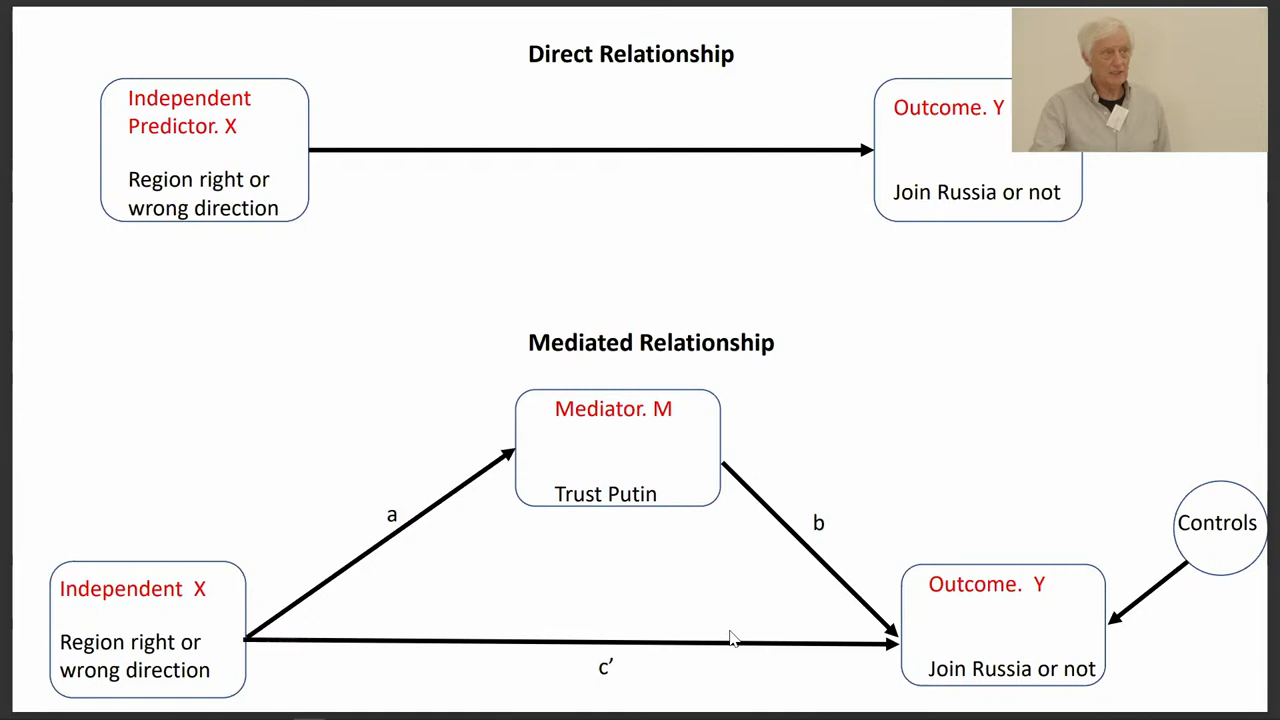 Direct Relationship
Independent
Predictor. X
Region right or
wrong direction
Outcome. Y
Join Russia or not
Mediated Relationship
Mediator. M
Trust Putin
a
b
Controls
Independent  X
Region right or
wrong direction
c’
Outcome.  Y
Join Russia or not